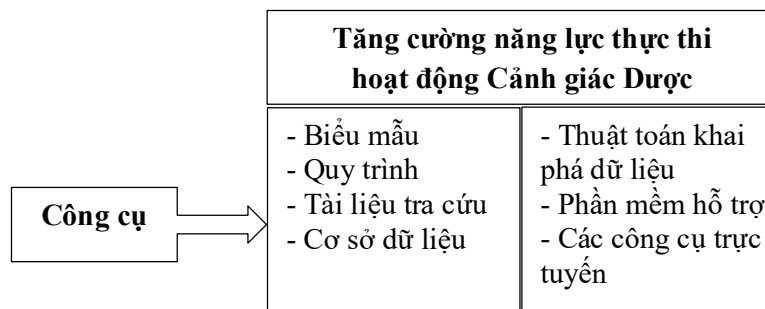 Tăng cường năng lực thực thi
hoạt động Cảnh giác Dược
Công cụ
- Biểu mẫu
- Quy trình
- Tài liệu tra cứu
- Cơ sở dữ liệu
- Thuật toán khai
phá dữ liệu
- Phần mềm hỗ trợ
- Các công cụ trực
tuyến